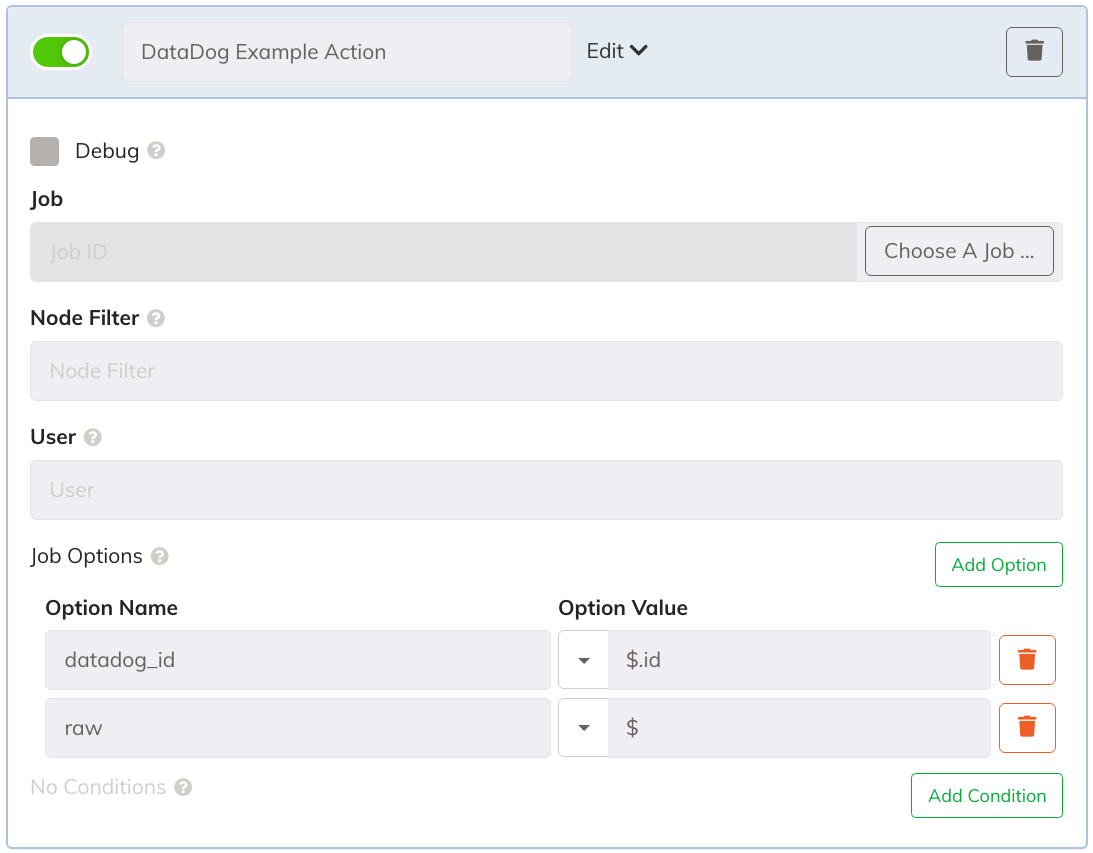 DataDog Example Action Edit
Debug ?
Job
Job ID Choose A Job ...
Node Filter ?
Node Filter
User ?
User
Job Options ? Add Option
Option Name Option Value
datadog_id $.id
raw $
No Conditions ? Add Condition